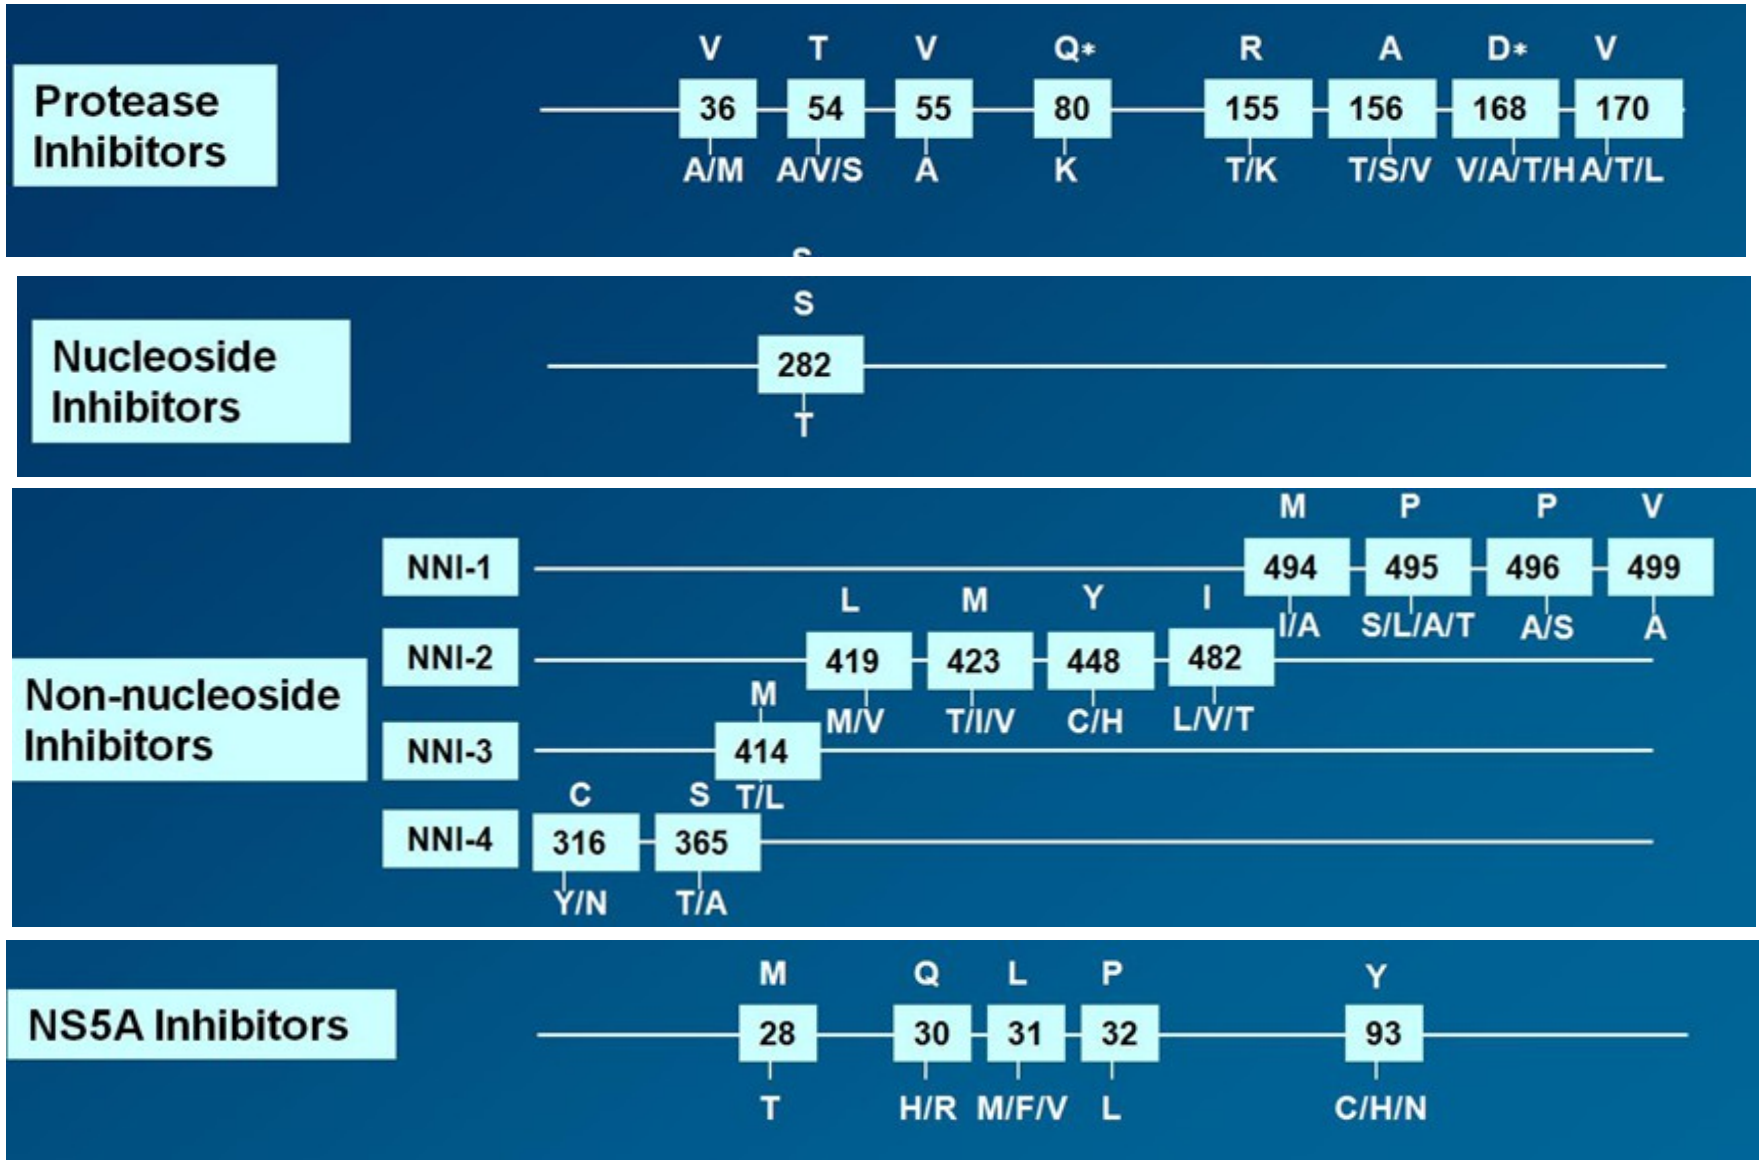 V T V Q* R A D* V
Protease
Inhibitors
36 54 55 80 155 156 168 170
A/M A/V/S A K T/K T/S/V V/A/T/H A/T/L
S
Nucleoside
Inhibitors
282
T
M P P V
NNI-1
494 495 496 499
I/A S/L/A/T A/S A
L M Y I
NNI-2
419 423 448 482
M/V T/I/V C/H L/V/T
Non-nucleoside
Inhibitors
M
NNI-3
414
T/L
C S
NNI-4
316 365
Y/N T/A
M Q L P Y
NS5A Inhibitors
28 30 31 32 93
T H/R M/F/V L C/H/N